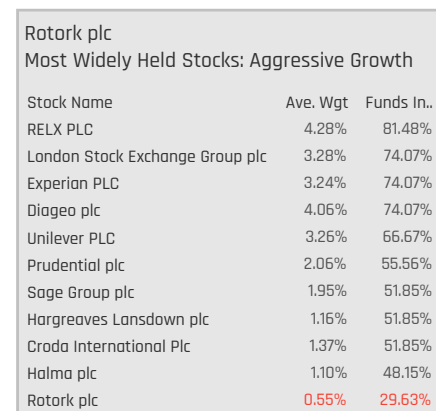 Rotork plc
Most Widely Held Stocks: Aggressive Growth
Stock Name Ave. Wgt Funds In..
RELX PLC 4.28% 81.48%
London Stock Exchange Group plc 3.28% 74.07%
Experian PLC 3.24% 74.07%
Diageo plc 4.06% 74.07%
Unilever PLC 3.26% 66.67%
Prudential plc 2.06% 55.56%
Sage Group plc 1.95% 51.85%
Hargreaves Lansdown plc 1.16% 51.85%
Croda International Plc 1.37% 51.85%
Halma plc 1.10% 48.15%
Rotork plc 0.55% 29.63%